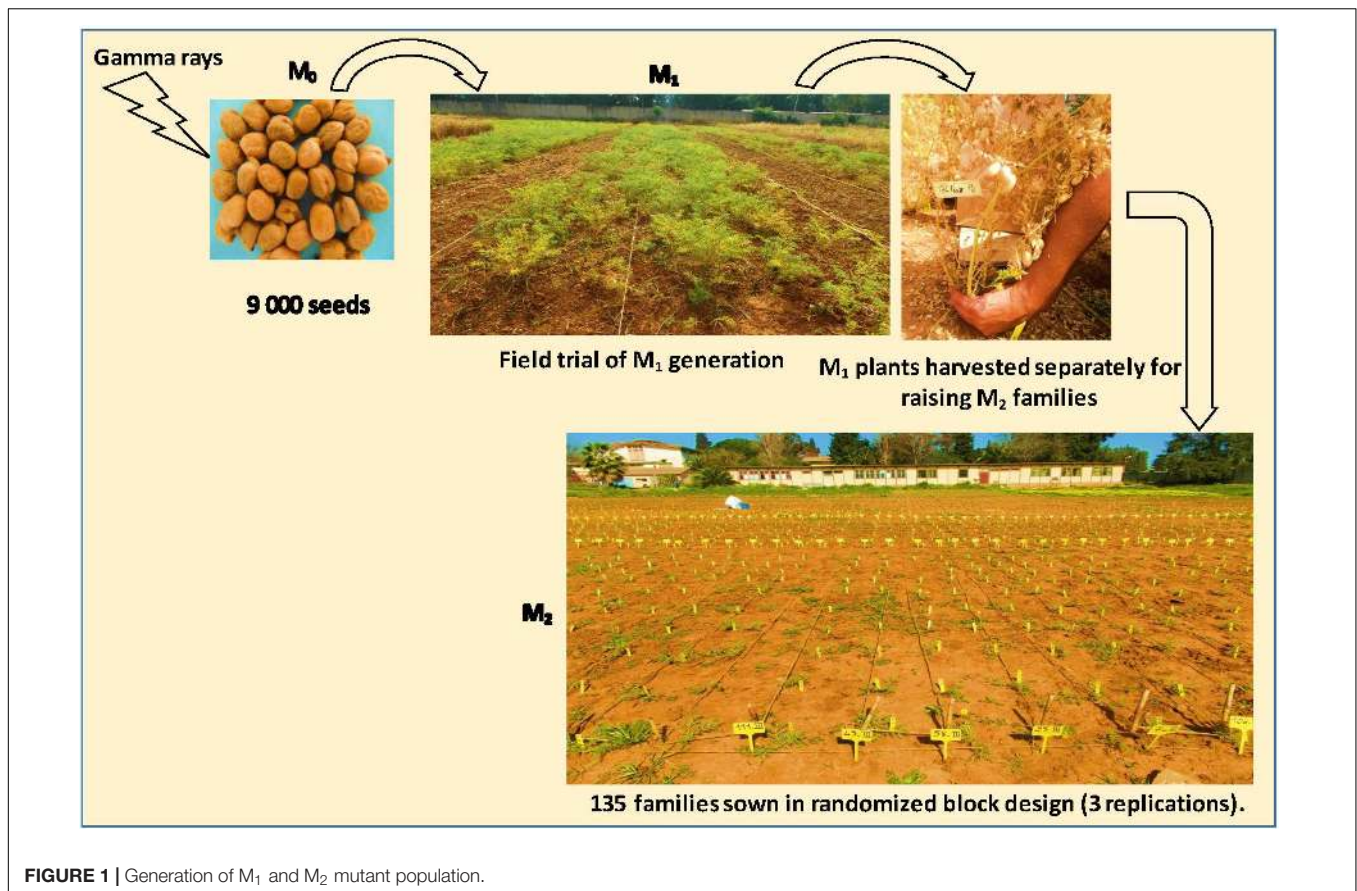 Gamma rays
M₀
M₁
9 000 seeds
Field trial of M₁ generation
M₁ plants harvested separately for
raising M₂ families
M₂
135 families sown in randomized block design (3 replications).
FIGURE 1 | Generation of M₁ and M₂ mutant population.